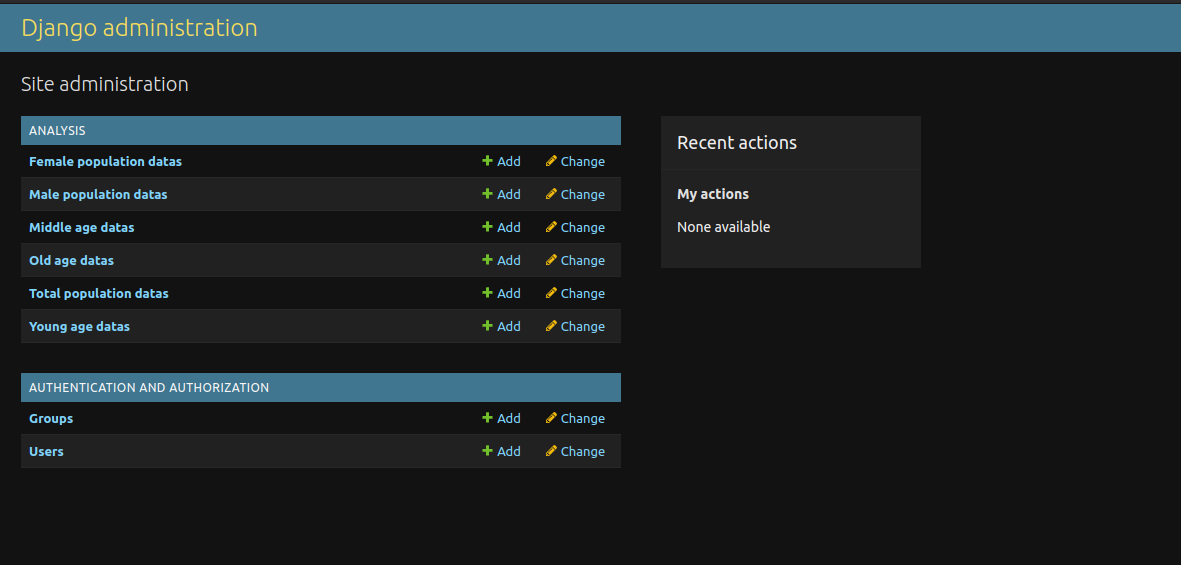 Django administration
Site administration
ANALYSIS
Female population datas Add Change
Male population datas Add Change
Middle age datas Add Change
Old age datas Add Change
Total population datas Add Change
Young age datas Add Change
AUTHENTICATION AND AUTHORIZATION
Groups Add Change
Users Add Change
Recent actions
My actions
None available